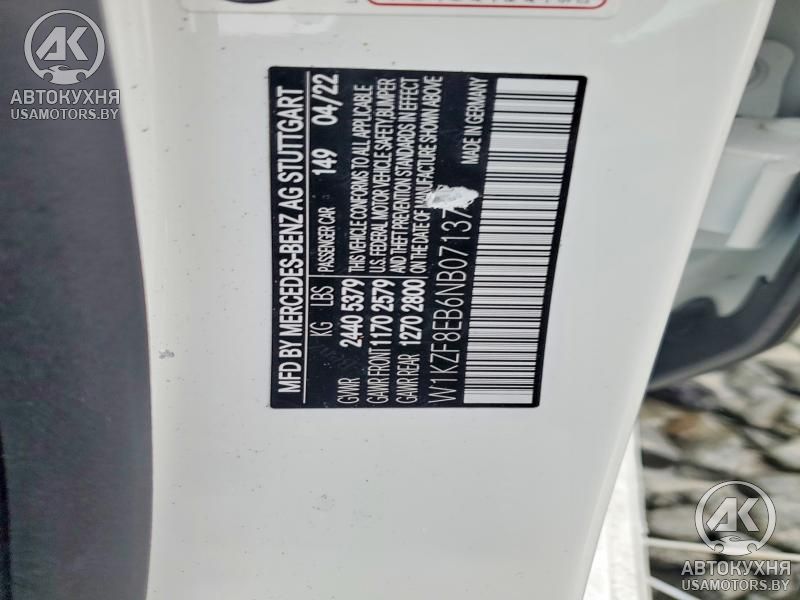 MFD BY MERCEDES-BENZ AG STUTTGART
KG LBS PASSENGER CAR 149 04/22
GVWR 2440 5379 THIS VEHICLE CONFORMS TO ALL APPLICABLE
GAWR FRONT 1170 2579 U.S. FEDERAL MOTOR VEHICLE SAFETY, BUMPER
GAWR REAR 1270 2800 AND THEFT PREVENTION STANDARDS IN EFFECT
ON THE DATE OF MANUFACTURE SHOWN ABOVE
W1KZF8EB6NB07137
MADE IN GERMANY
АК
АВТОКУХНЯ
USAMOTORS.BY
АК
АВТОКУХНЯ
USAMOTORS.BY